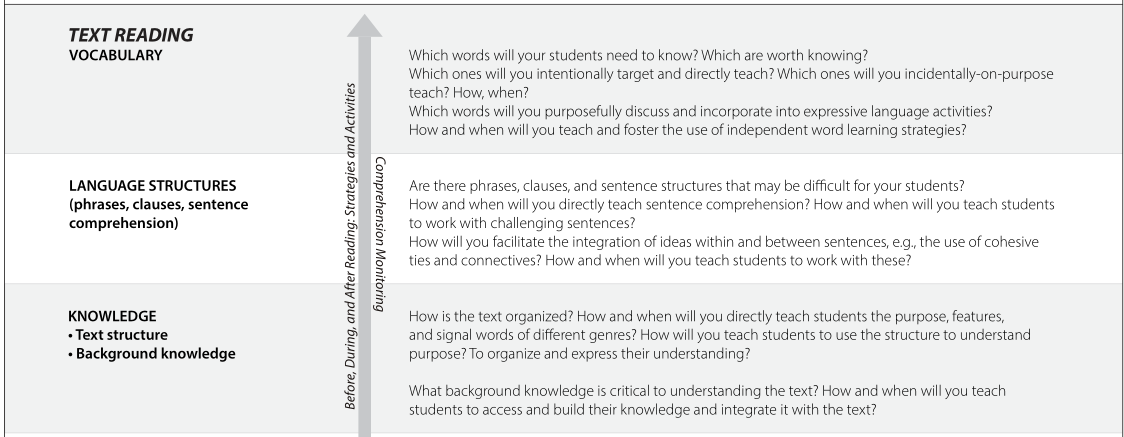 TEXT READING
VOCABULARY
Which words will your students need to know? Which are worth knowing?
Which ones will you intentionally target and directly teach? Which ones will you incidentally-on-purpose
teach? How, when?
Which words will you purposefully discuss and incorporate into expressive language activities?
How and when will you teach and foster the use of independent word learning strategies?
Before, During, and After Reading: Strategies and Activities
Comprehension Monitoring
LANGUAGE STRUCTURES
(phrases, clauses, sentence
comprehension)
Are there phrases, clauses, and sentence structures that may be difficult for your students?
How and when will you directly teach sentence comprehension? How and when will you teach students
to work with challenging sentences?
How will you facilitate the integration of ideas within and between sentences, e.g., the use of cohesive
ties and connectives? How and when will you teach students to work with these?
KNOWLEDGE
• Text structure
• Background knowledge
How is the text organized? How and when will you directly teach students the purpose, features,
and signal words of different genres? How will you teach students to use the structure to understand
purpose? To organize and express their understanding?
What background knowledge is critical to understanding the text? How and when will you teach
students to access and build their knowledge and integrate it with the text?